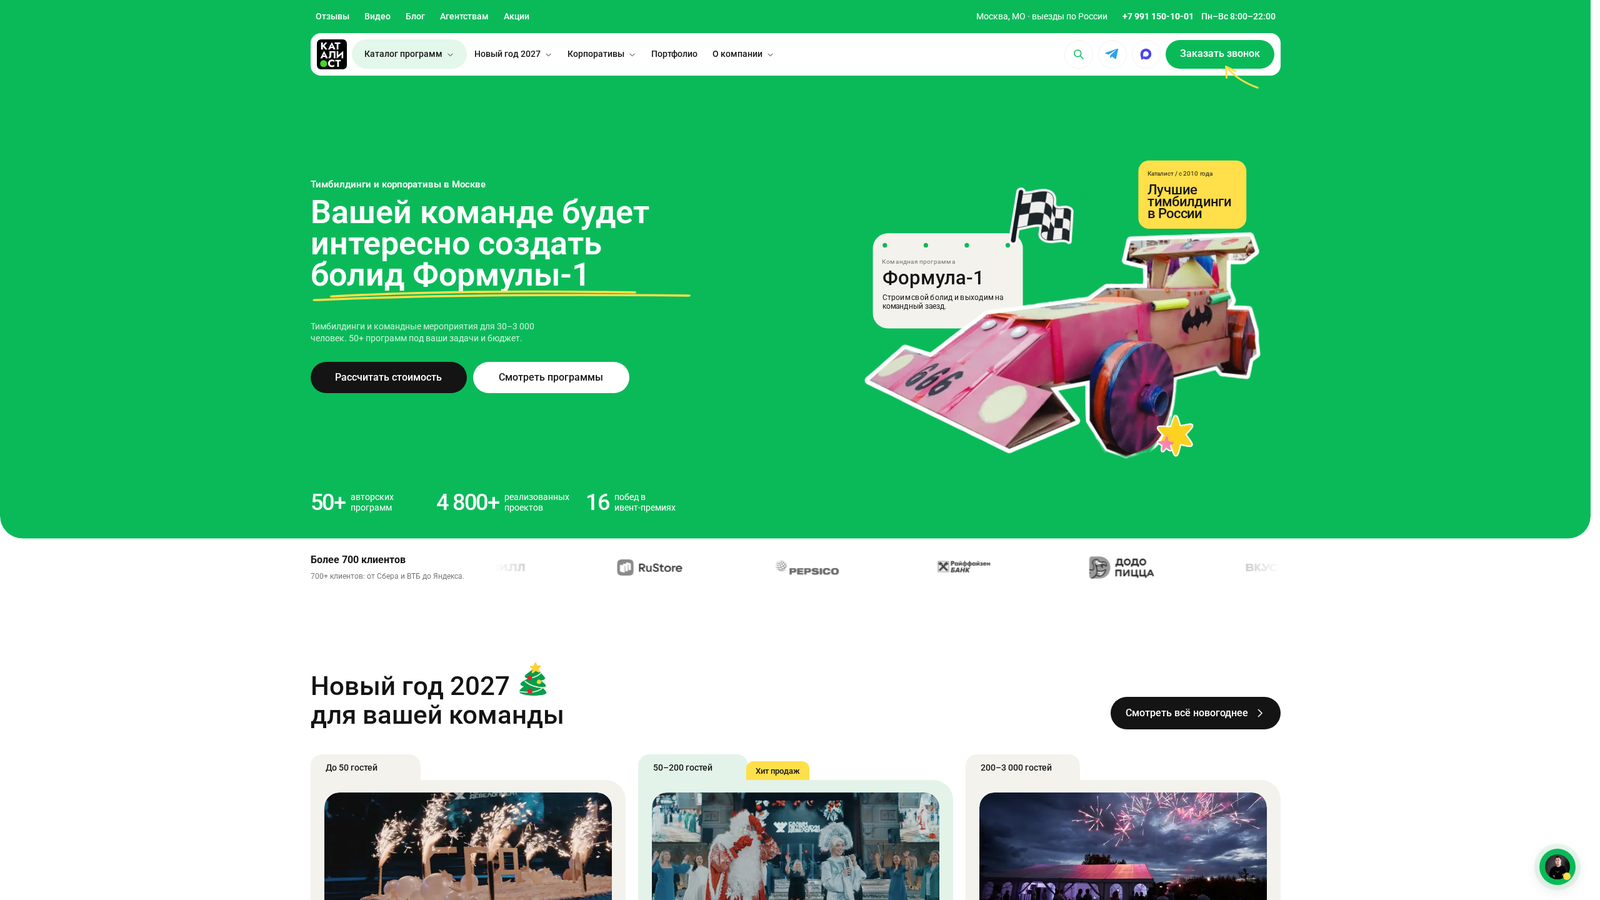 Отзывы Видео Блог Агентствам Акции
Москва, МО · выезды по России +7 991 150-10-01 Пн–Вс 8:00–22:00
КАТ
АЛИ
СТ
Каталог программ Новый год 2027 Корпоративы Портфолио О компании
Заказать звонок
Тимбилдинги и корпоративы в Москве
Вашей команде будет
интересно создать
болид Формулы-1
Тимбилдинги и командные мероприятия для 30–3 000
человек. 50+ программ под ваши задачи и бюджет.
Рассчитать стоимость
Смотреть программы
Каталист / с 2010 года
Лучшие
тимбилдинги
в России
Командная программа
Формула-1
Строим свой болид и выходим на
командный заезд.
666
50+ авторских
программ
4 800+ реализованных
проектов
16 побед в
ивент-премиях
Более 700 клиентов
700+ клиентов: от Сбера и ВТБ до Яндекса.
RuStore
PEPSICO
Райффайзен
БАНК
ДОДО
ПИЦЦА
Новый год 2027
для вашей команды
Смотреть всё новогоднее
До 50 гостей
50–200 гостей
Хит продаж
200–3 000 гостей